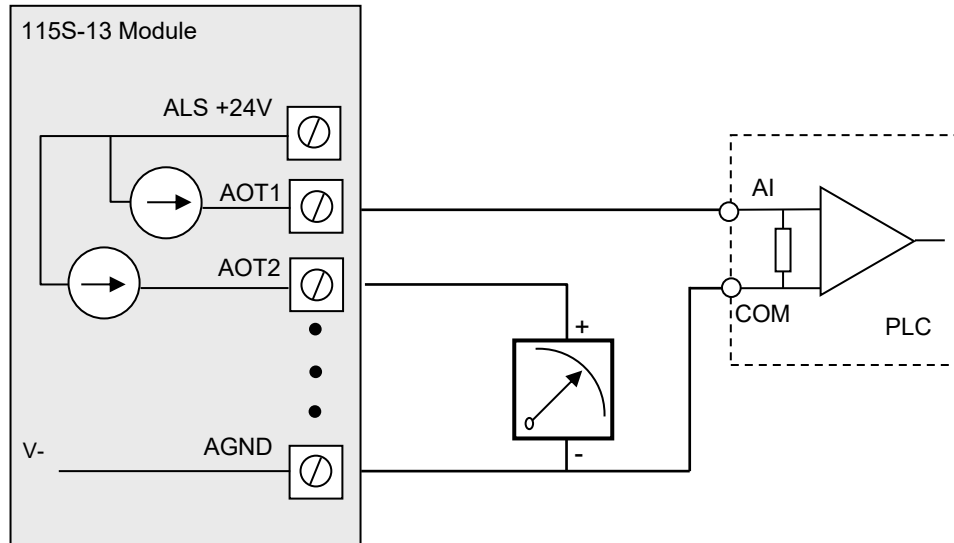 115S-13 Module
ALS +24V
AOT1
AI
AOT2
COM
PLC
+
-
V-
AGND